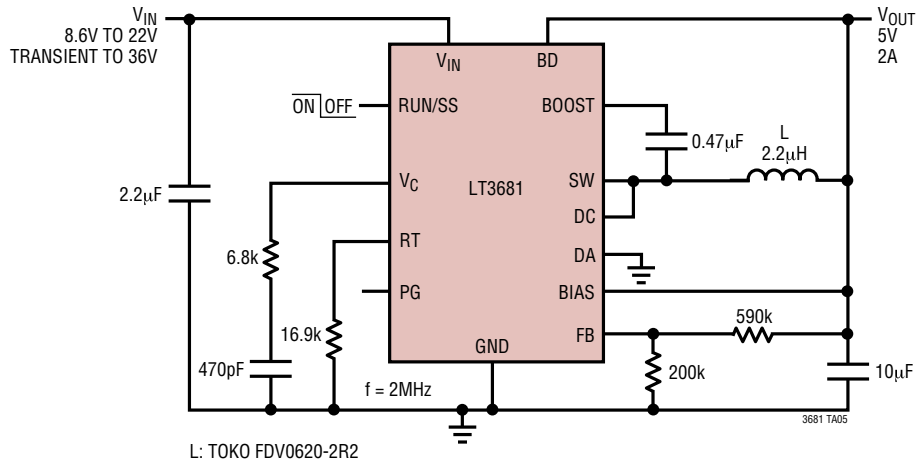 VIN
8.6V TO 22V
TRANSIENT TO 36V
VOUT
5V
2A
VIN
BD
ON OFF
RUN/SS
BOOST
0.47µF
L
2.2µH
VC
LT3681
SW
2.2µF
DC
RT
DA
6.8k
PG
BIAS
16.9k
590k
FB
GND
470pF
f = 2MHz
200k
10µF
3681 TA05
L: TOKO FDV0620-2R2